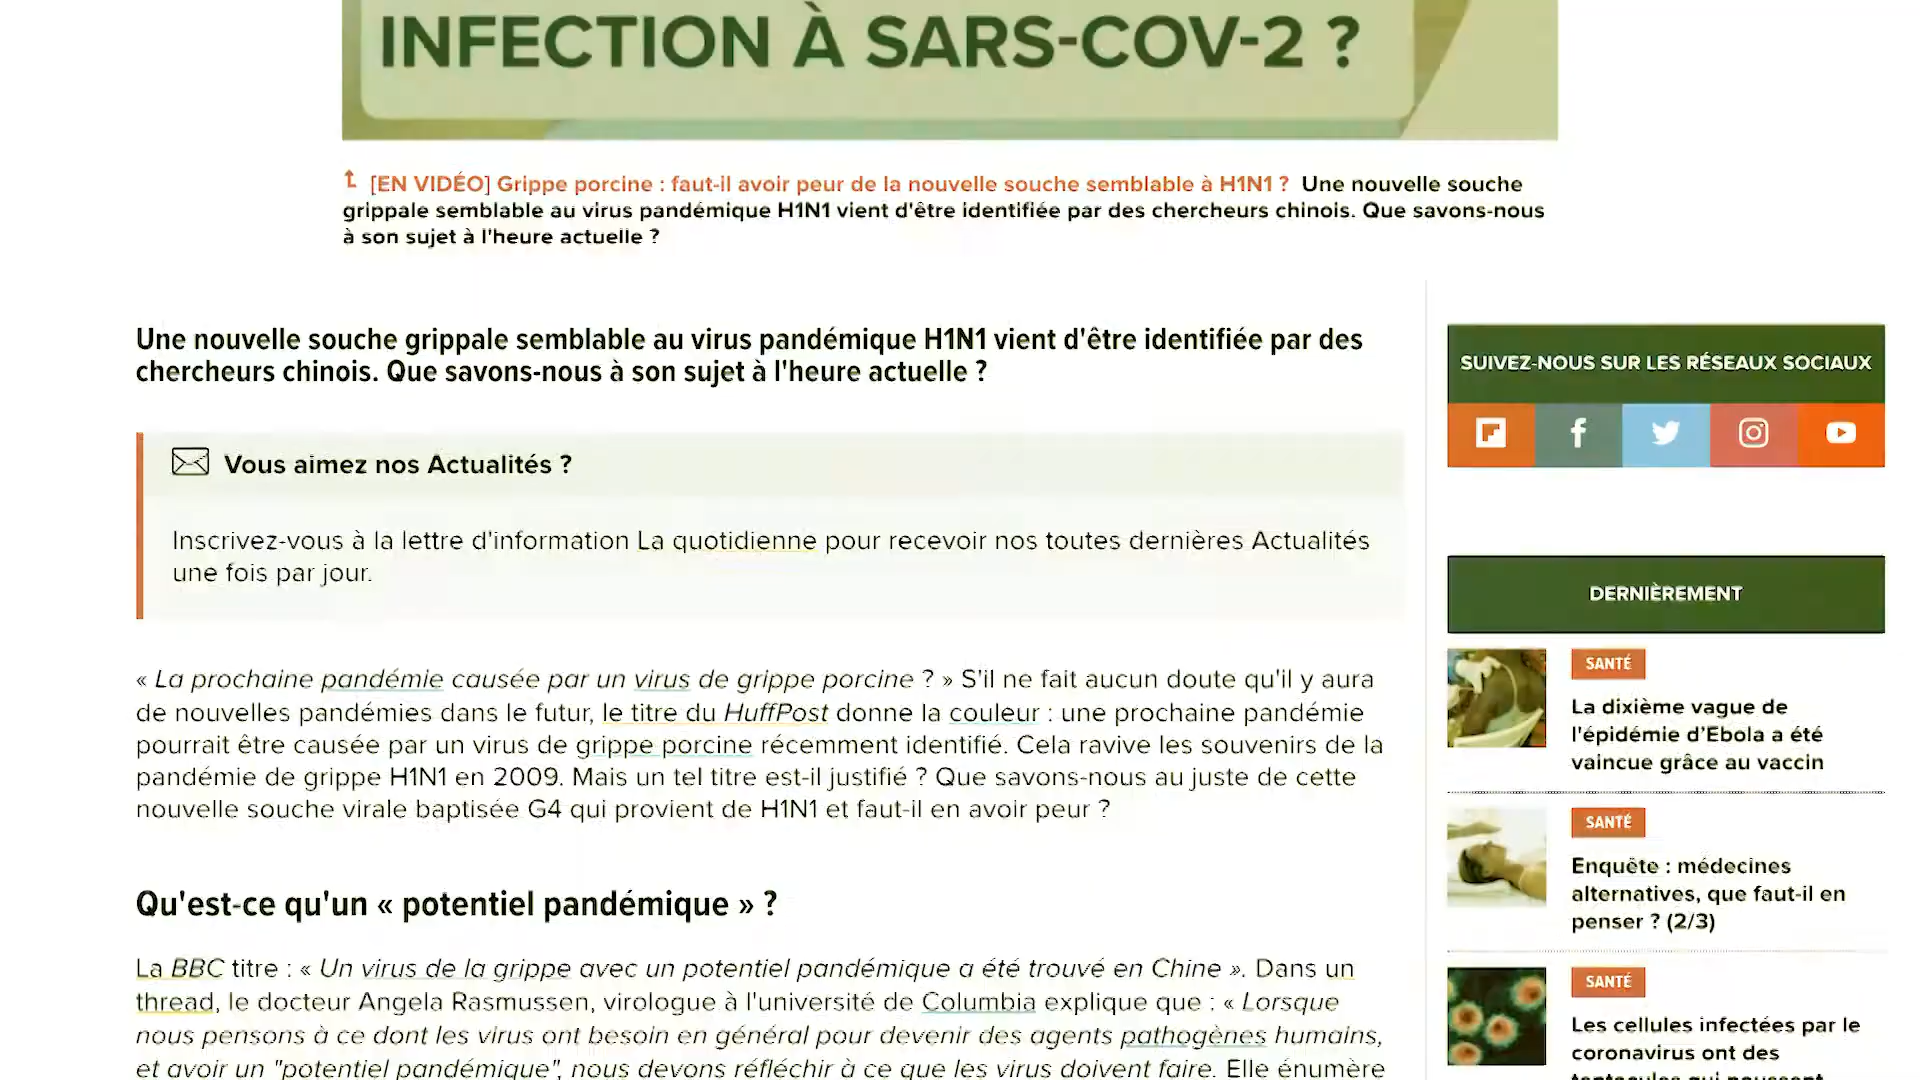 INFECTION À SARS-COV-2 ?
[EN VIDÉO] Grippe porcine : faut-il avoir peur de la nouvelle souche semblable à H1N1 ? Une nouvelle souche
grippale semblable au virus pandémique H1N1 vient d'être identifiée par des chercheurs chinois. Que savons-nous
à son sujet à l'heure actuelle ?
Une nouvelle souche grippale semblable au virus pandémique H1N1 vient d'être identifiée par des
chercheurs chinois. Que savons-nous à son sujet à l'heure actuelle ?
Vous aimez nos Actualités ?
Inscrivez-vous à la lettre d'information La quotidienne pour recevoir nos toutes dernières Actualités
une fois par jour.
« La prochaine pandémie causée par un virus de grippe porcine ? » S'il ne fait aucun doute qu'il y aura
de nouvelles pandémies dans le futur, le titre du HuffPost donne la couleur : une prochaine pandémie
pourrait être causée par un virus de grippe porcine récemment identifié. Cela ravive les souvenirs de la
pandémie de grippe H1N1 en 2009. Mais un tel titre est-il justifié ? Que savons-nous au juste de cette
nouvelle souche virale baptisée G4 qui provient de H1N1 et faut-il en avoir peur ?
Qu'est-ce qu'un « potentiel pandémique » ?
La BBC titre : « Un virus de la grippe avec un potentiel pandémique a été trouvé en Chine ». Dans un
thread, le docteur Angela Rasmussen, virologue à l'université de Columbia explique que : « Lorsque
nous pensons à ce dont les virus ont besoin en général pour devenir des agents pathogènes humains,
et avoir un "potentiel pandémique", nous devons réfléchir à ce que les virus doivent faire. Elle énumère
SUIVEZ-NOUS SUR LES RÉSEAUX SOCIAUX
DERNIÈREMENT
SANTÉ
La dixième vague de
l'épidémie d'Ebola a été
vaincue grâce au vaccin
SANTÉ
Enquête : médecines
alternatives, que faut-il en
penser ? (2/3)
SANTÉ
Les cellules infectées par le
coronavirus ont des
tentacules qui poussent